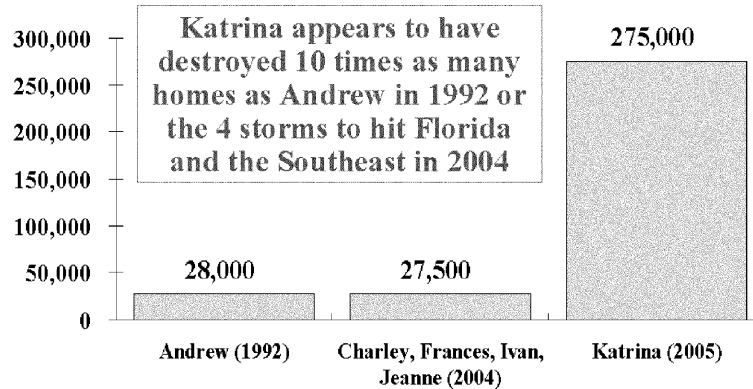 Katrina appears to have
destroyed 10 times as many
homes as Andrew in 1992 or
the 4 storms to hit Florida
and the Southeast in 2004
300,000
250,000
200,000
150,000
100,000
50,000
0
28,000
27,500
275,000
Andrew (1992)
Charley, Frances, Ivan,
Jeanne (2004)
Katrina (2005)